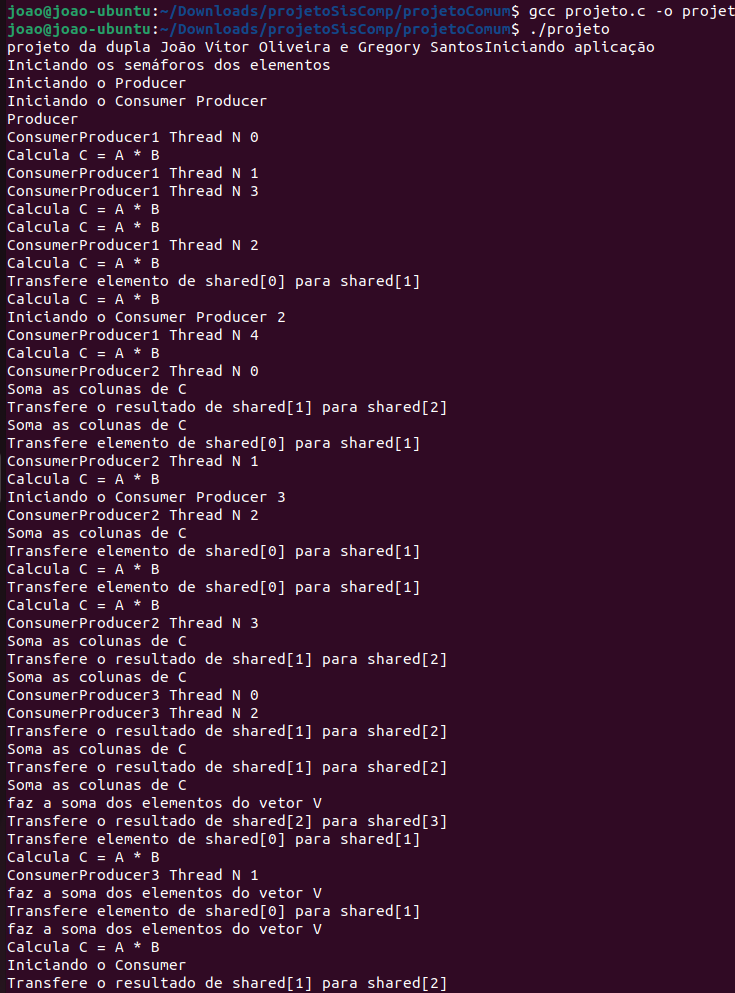 joao@joao-ubuntu:~/Downloads/projetoSisComp/projetoComum$ gcc projeto.c -o projet
joao@joao-ubuntu:~/Downloads/projetoSisComp/projetoComum$ ./projeto
projeto da dupla João Vítor Oliveira e Gregory SantosIniciando aplicação
Iniciando os semáforos dos elementos
Iniciando o Producer
Iniciando o Consumer Producer
Producer
ConsumerProducer1 Thread N 0
Calcula C = A * B
ConsumerProducer1 Thread N 1
ConsumerProducer1 Thread N 3
Calcula C = A * B
Calcula C = A * B
ConsumerProducer1 Thread N 2
Calcula C = A * B
Transfere elemento de shared[0] para shared[1]
Calcula C = A * B
Iniciando o Consumer Producer 2
ConsumerProducer1 Thread N 4
Calcula C = A * B
ConsumerProducer2 Thread N 0
Soma as colunas de C
Transfere o resultado de shared[1] para shared[2]
Soma as colunas de C
Transfere elemento de shared[0] para shared[1]
ConsumerProducer2 Thread N 1
Calcula C = A * B
Iniciando o Consumer Producer 3
ConsumerProducer2 Thread N 2
Soma as colunas de C
Transfere elemento de shared[0] para shared[1]
Calcula C = A * B
Transfere elemento de shared[0] para shared[1]
Calcula C = A * B
ConsumerProducer2 Thread N 3
Soma as colunas de C
Transfere o resultado de shared[1] para shared[2]
Soma as colunas de C
ConsumerProducer3 Thread N 0
ConsumerProducer3 Thread N 2
Transfere o resultado de shared[1] para shared[2]
Soma as colunas de C
Transfere o resultado de shared[1] para shared[2]
Soma as colunas de C
faz a soma dos elementos do vetor V
Transfere o resultado de shared[2] para shared[3]
Transfere elemento de shared[0] para shared[1]
Calcula C = A * B
ConsumerProducer3 Thread N 1
faz a soma dos elementos do vetor V
Transfere elemento de shared[0] para shared[1]
faz a soma dos elementos do vetor V
Calcula C = A * B
Iniciando o Consumer
Transfere o resultado de shared[1] para shared[2]